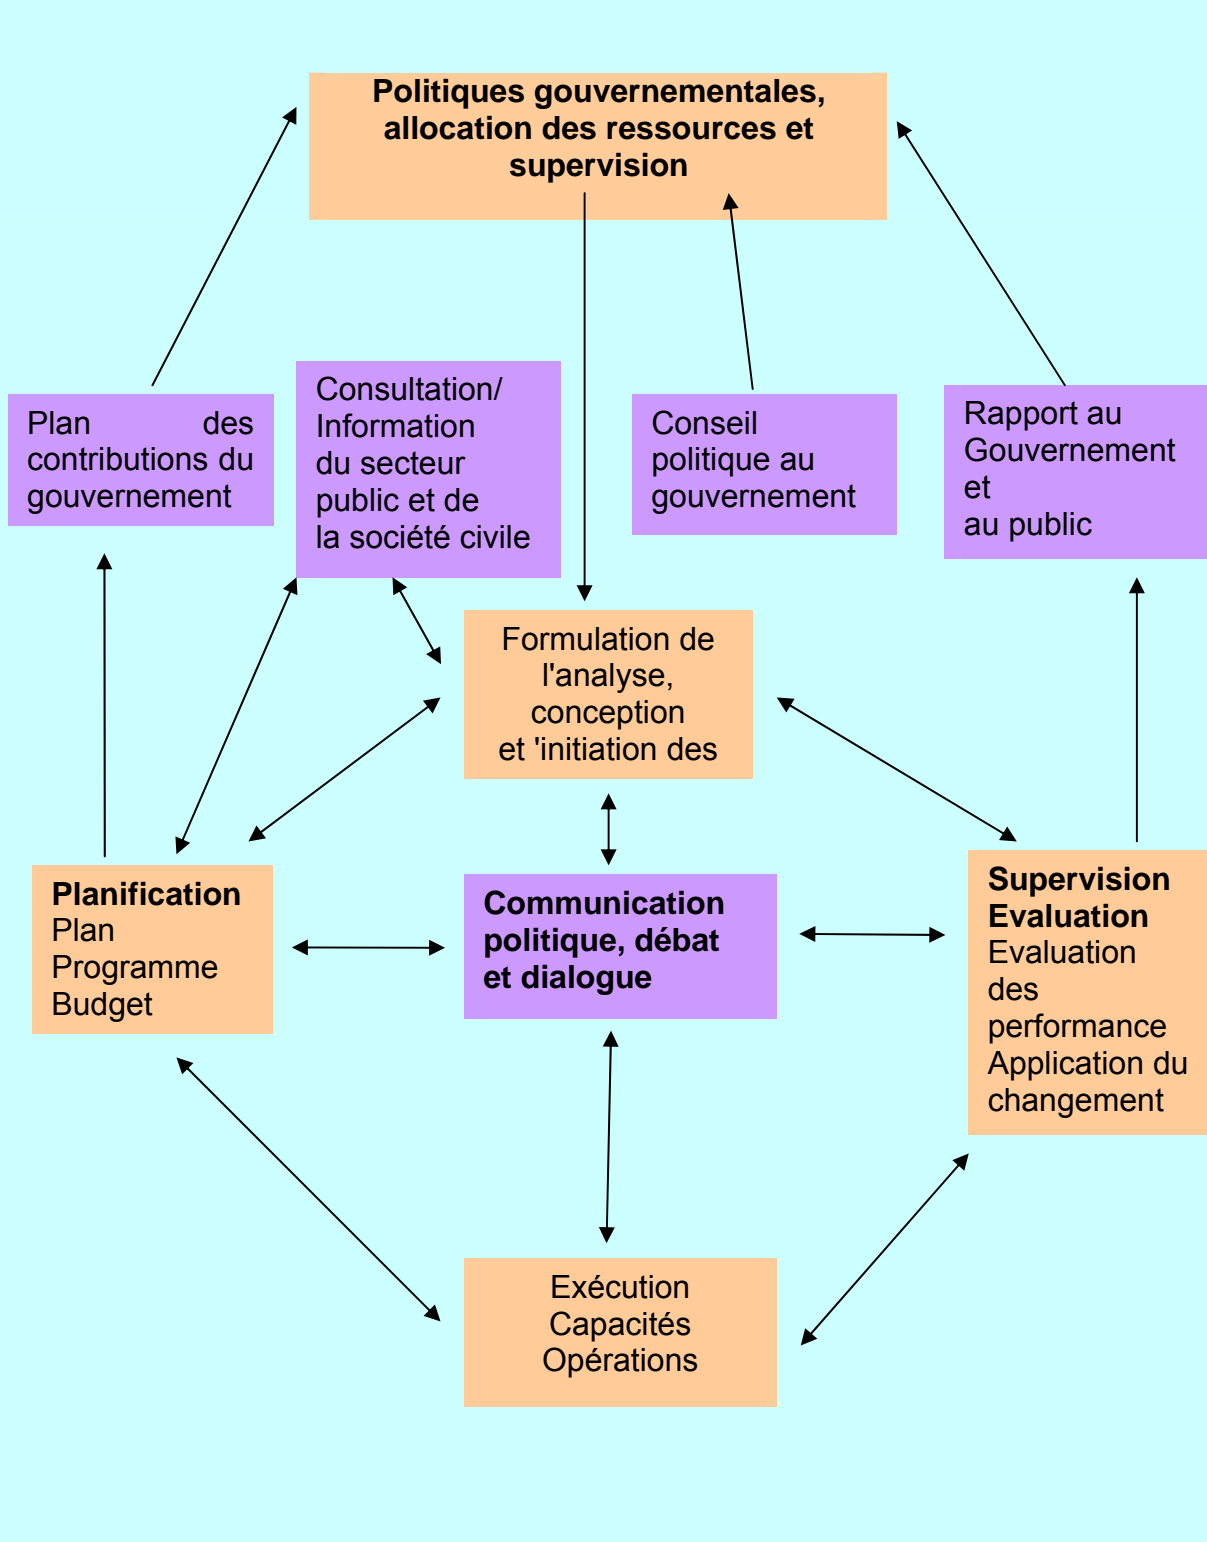 Politiques gouvernementales,
allocation des ressources et
supervision
Plan des
contributions du
gouvernement
Consultation/
Information
du secteur
public et de
la société civile
Conseil
politique au
gouvernement
Rapport au
Gouvernement
et
au public
Formulation de
l'analyse,
conception
et 'initiation des
Planification
Plan
Programme
Budget
Communication
politique, débat
et dialogue
Supervision
Evaluation
Evaluation
des
performance
Application du
changement
Exécution
Capacités
Opérations